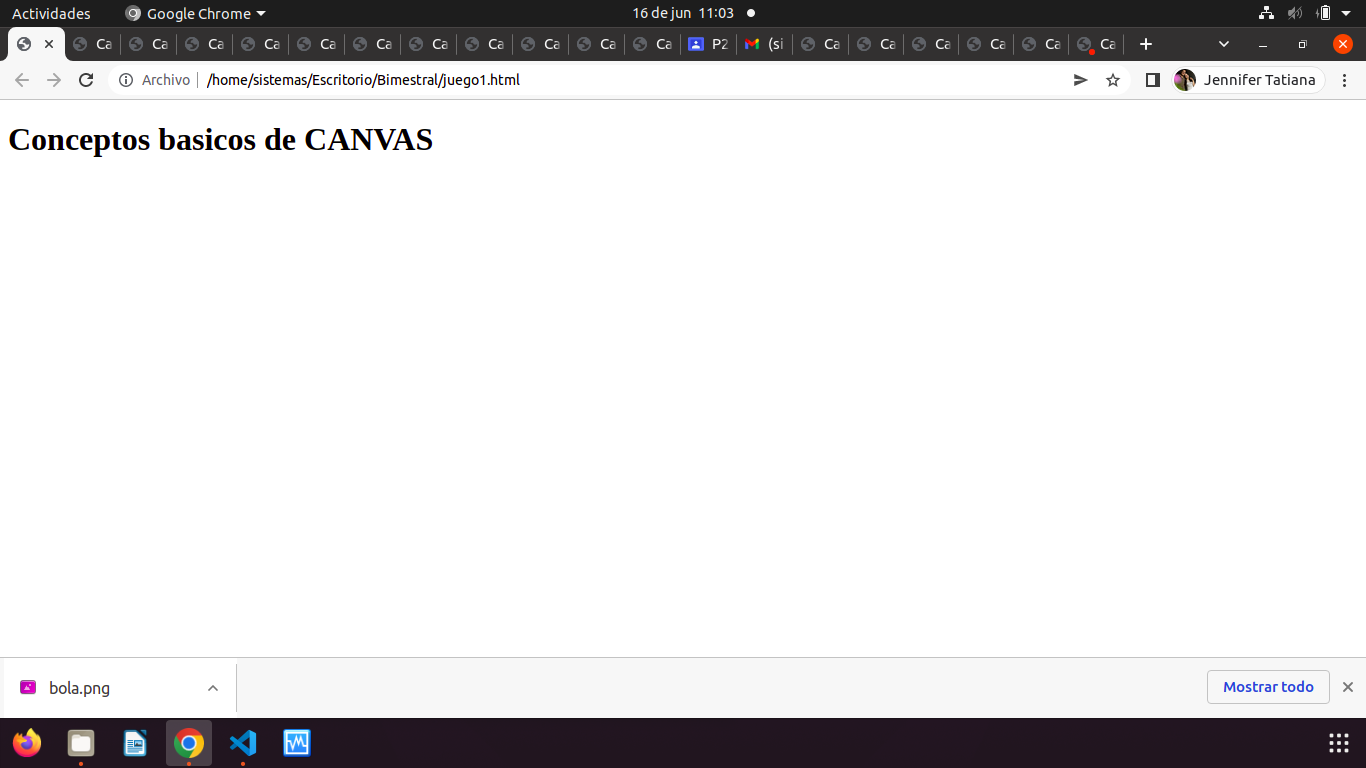 Actividades Google Chrome 16 de jun 11:03
Ca Ca Ca Ca Ca Ca Ca Ca Ca Ca Ca P2 (si Ca Ca Ca Ca Ca Ca
Archivo /home/sistemas/Escritorio/Bimestral/juego1.html Jennifer Tatiana
Conceptos basicos de CANVAS
bola.png Mostrar todo